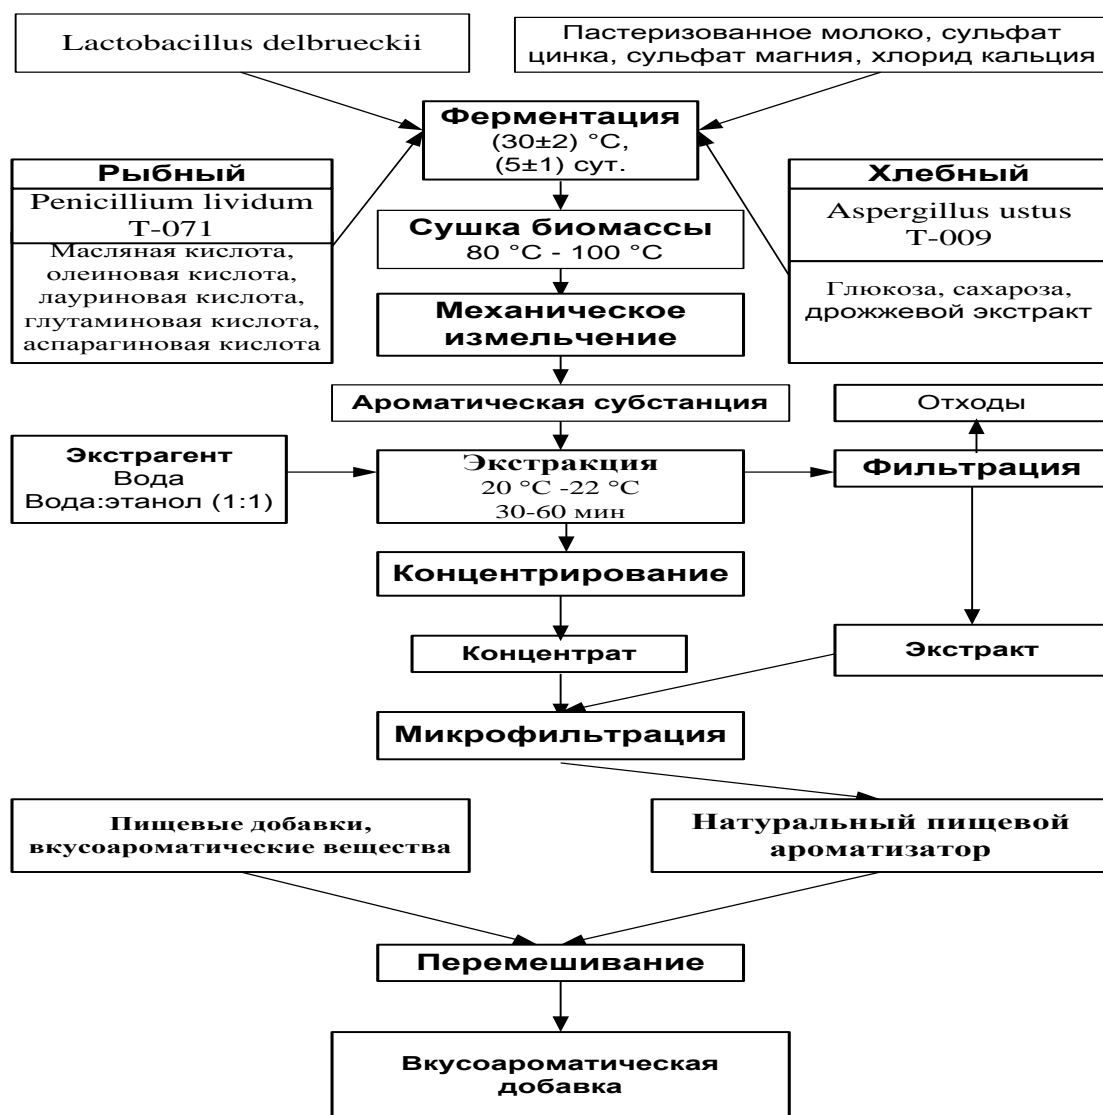 Lactobacillus delbrueckii
Пастеризованное молоко, сульфат
цинка, сульфат магния, хлорид кальция
Ферментация
(30±2) °C,
(5±1) сут.
Рыбный
Penicillium lividum
Т-071
Масляная кислота,
олеиновая кислота,
лауриновая кислота,
глутаминовая кислота,
аспарагиновая кислота
Хлебный
Aspergillus ustus
Т-009
Глюкоза, сахароза,
дрожжевой экстракт
Сушка биомассы
80 °C - 100 °C
Механическое
измельчение
Ароматическая субстанция
Отходы
Экстрагент
Вода
Вода:этанол (1:1)
Экстракция
20 °C -22 °C
30-60 мин
Фильтрация
Концентрирование
Концентрат
Экстракт
Микрофильтрация
Пищевые добавки,
вкусоароматические вещества
Натуральный пищевой
ароматизатор
Перемешивание
Вкусоароматическая
добавка